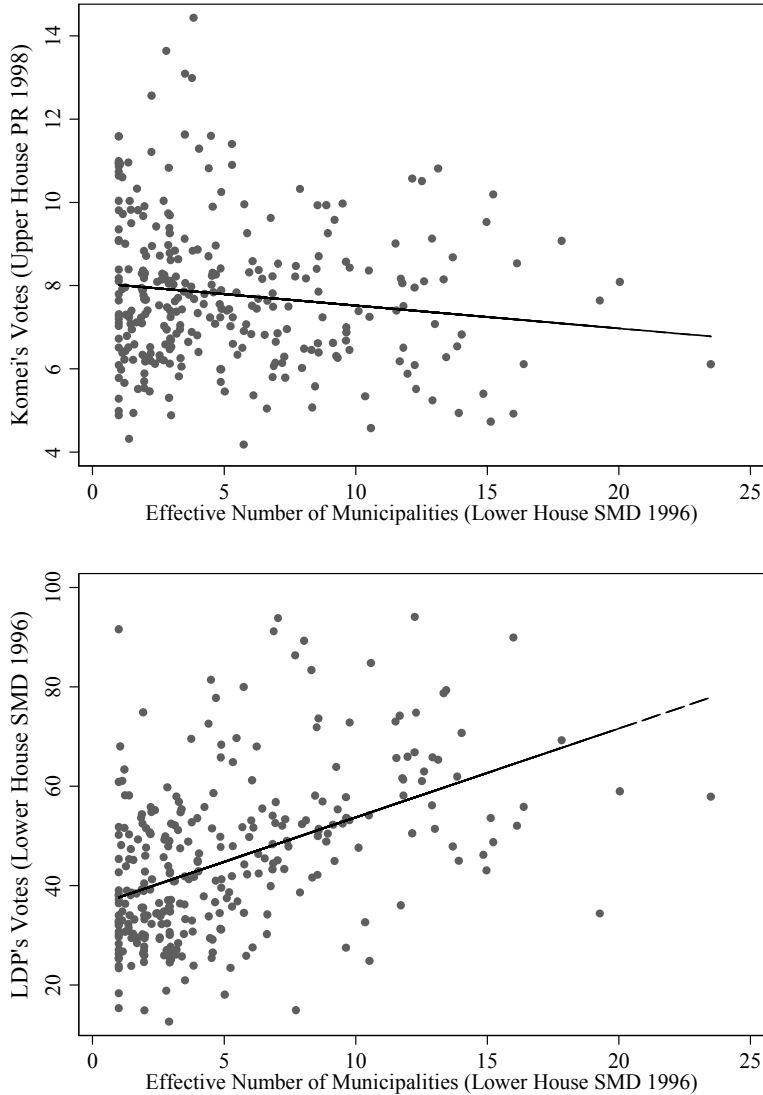 Komei's Votes (Upper House PR 1998)
14
12
10
8
6
4
0 5 10 15 20 25
Effective Number of Municipalities (Lower House SMD 1996)
LDP's Votes (Lower House SMD 1996)
100
80
60
40
20
0 5 10 15 20 25
Effective Number of Municipalities (Lower House SMD 1996)